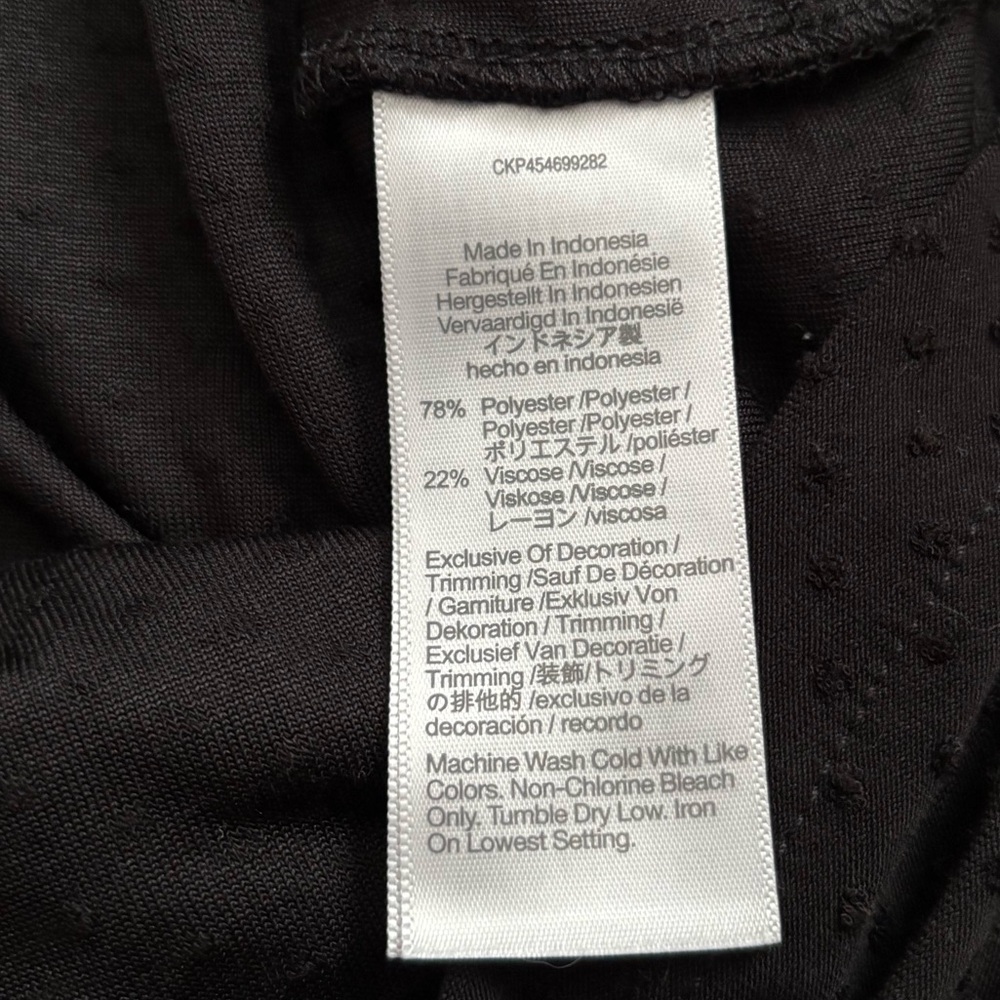 CKP454699282
Made In Indonesia
Fabriqué En Indonésie
Hergestellt In Indonesien
Vervaardigd In Indonesië
インドネシア製
hecho en indonesia
78% Polyester /Polyester /
Polyester /Polyester /
ポリエステル /poliéster
22% Viscose /Viscose /
Viskose /Viscose /
レーヨン /viscosa
Exclusive Of Decoration /
Trimming /Sauf De Décoration
/ Garniture /Exklusiv Von
Dekoration / Trimming /
Exclusief Van Decoratie /
Trimming /装飾/トリミング
の排他的 /exclusivo de la
decoración / recordo
Machine Wash Cold With Like
Colors. Non-Chlorine Bleach
Only. Tumble Dry Low. Iron
On Lowest Setting.